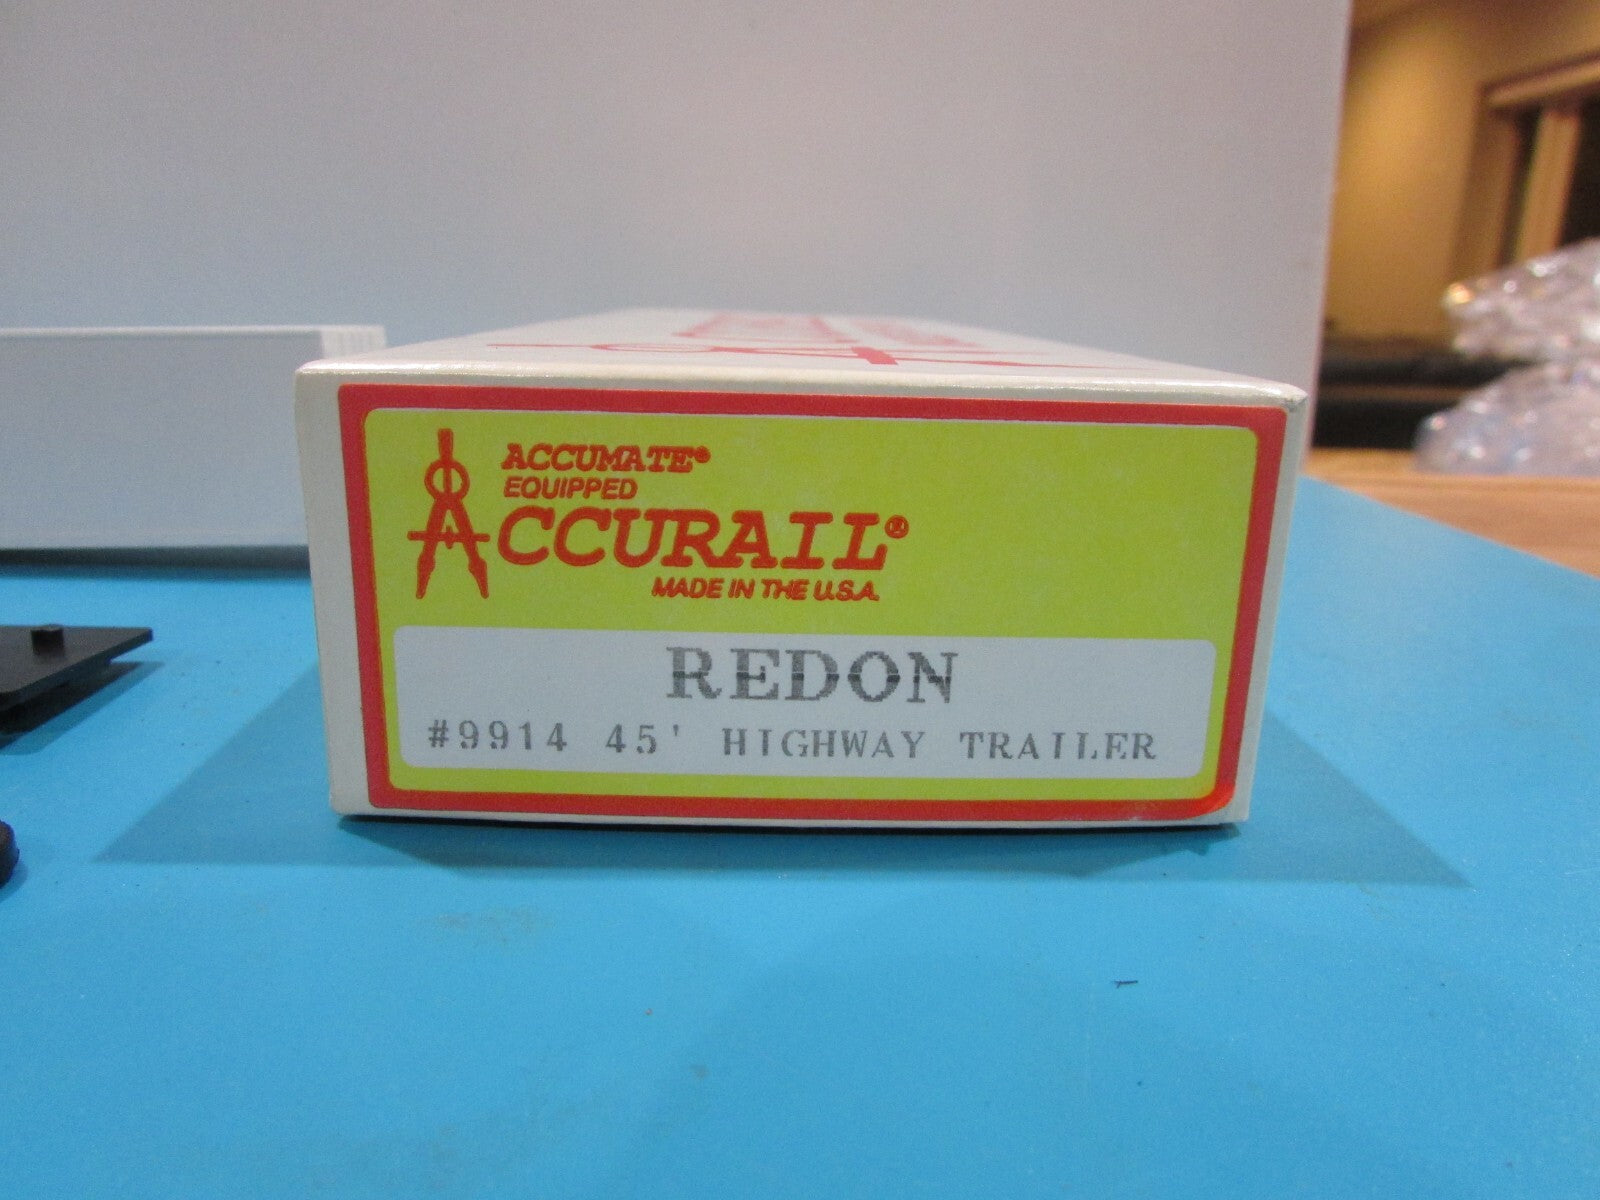 ACCUMATE®
EQUIPPED
ACCURAIL®
MADE IN THE U.S.A.
REDON
#9914 45' HIGHWAY TRAILER